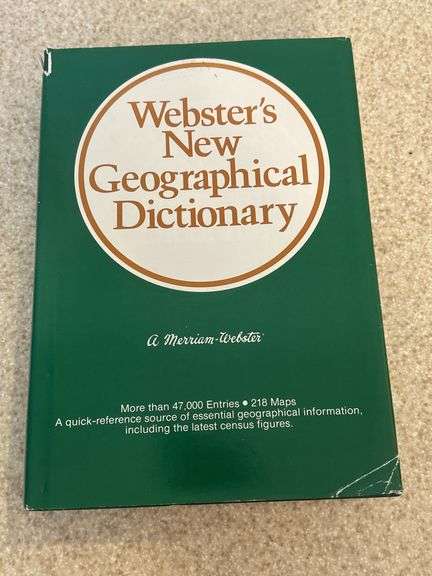 Webster's
New
Geographical
Dictionary
a Merriam-Webster®
More than 47,000 Entries • 218 Maps
A quick-reference source of essential geographical information,
including the latest census figures.